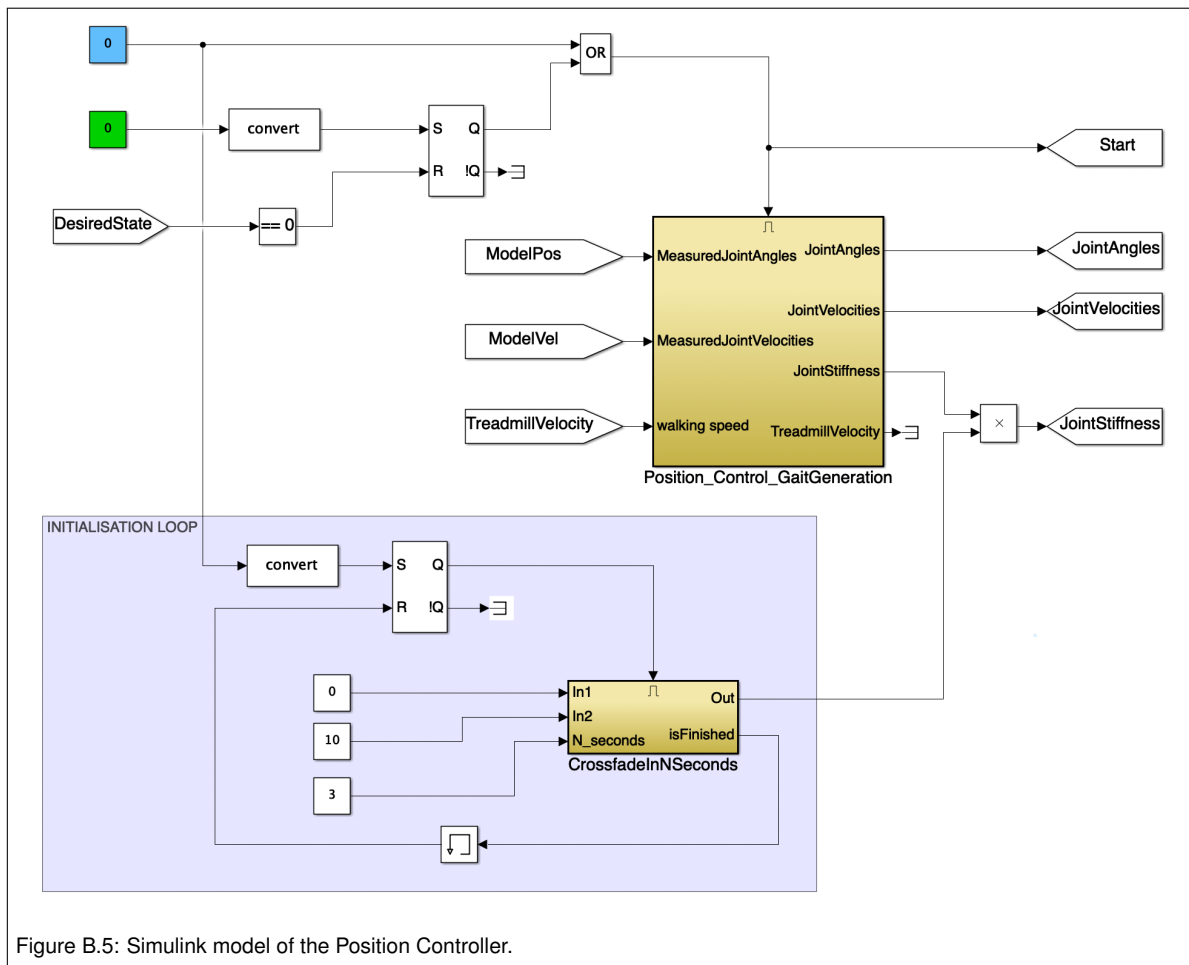 0
OR
0
convert
S
Q
R
!Q
Start
DesiredState
== 0
ModelPos
MeasuredJointAngles
JointAngles
JointAngles
JointVelocities
JointVelocities
ModelVel
MeasuredJointVelocities
JointStiffness
TreadmillVelocity
walking speed
TreadmillVelocity
×
JointStiffness
Position_Control_GaitGeneration
INITIALISATION LOOP
convert
S
Q
R
!Q
0
In1
Out
10
In2
isFinished
N_seconds
CrossfadeInNSeconds
3
Figure B.5: Simulink model of the Position Controller.